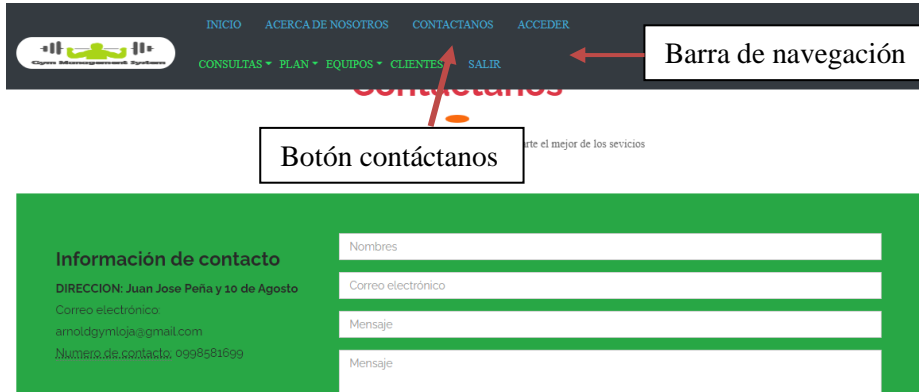 INICIO ACERCA DE NOSOTROS CONTACTANOS ACCEDER
Gym Management System
CONSULTAS PLAN EQUIPOS CLIENTES SALIR
Barra de navegación
Contáctanos
Botón contáctanos
el mejor de los sevicios
Información de contacto
DIRECCION: Juan Jose Peña y 10 de Agosto
Correo electrónico:
arnoldgymloja@gmail.com
Numero de contacto: 0998581699
Nombres
Correo electrónico
Mensaje
Mensaje